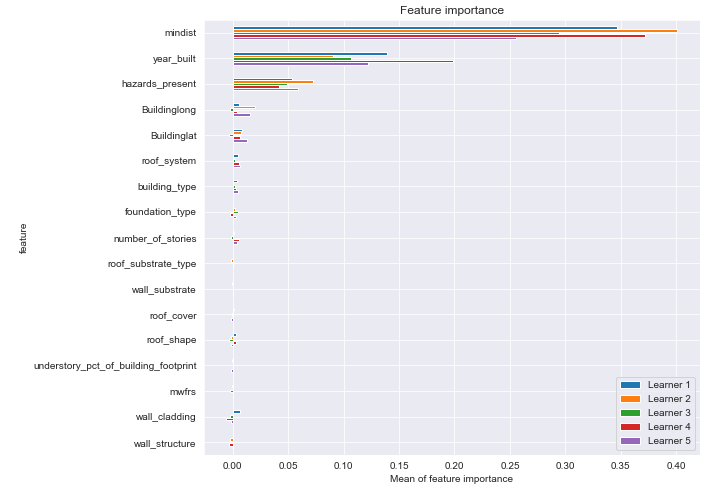 Feature importance
mindist
year_built
hazards_present
Buildinglong
Buildinglat
roof_system
building_type
foundation_type
number_of_stories
roof_substrate_type
wall_substrate
roof_cover
roof_shape
understory_pct_of_building_footprint
mwfrs
wall_cladding
wall_structure
feature
Learner 1
Learner 2
Learner 3
Learner 4
Learner 5
0.00 0.05 0.10 0.15 0.20 0.25 0.30 0.35 0.40
Mean of feature importance